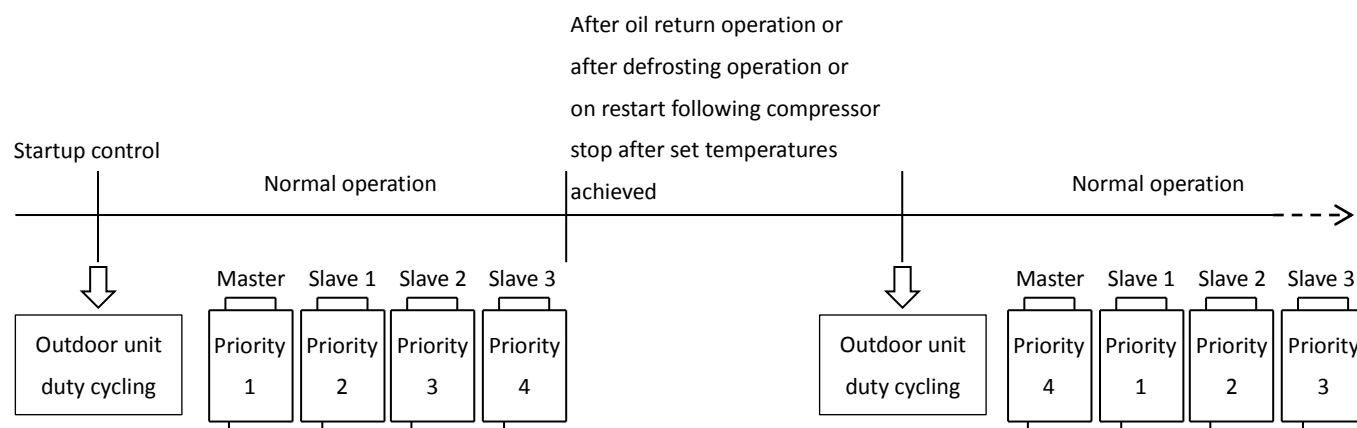 After oil return operation or
after defrosting operation or
on restart following compressor
stop after set temperatures
achieved
Startup control
Normal operation
Normal operation
Master Slave 1 Slave 2 Slave 3
Master Slave 1 Slave 2 Slave 3
Outdoor unit
duty cycling
Priority Priority Priority Priority
1 2 3 4
Outdoor unit
duty cycling
Priority Priority Priority Priority
4 1 2 3